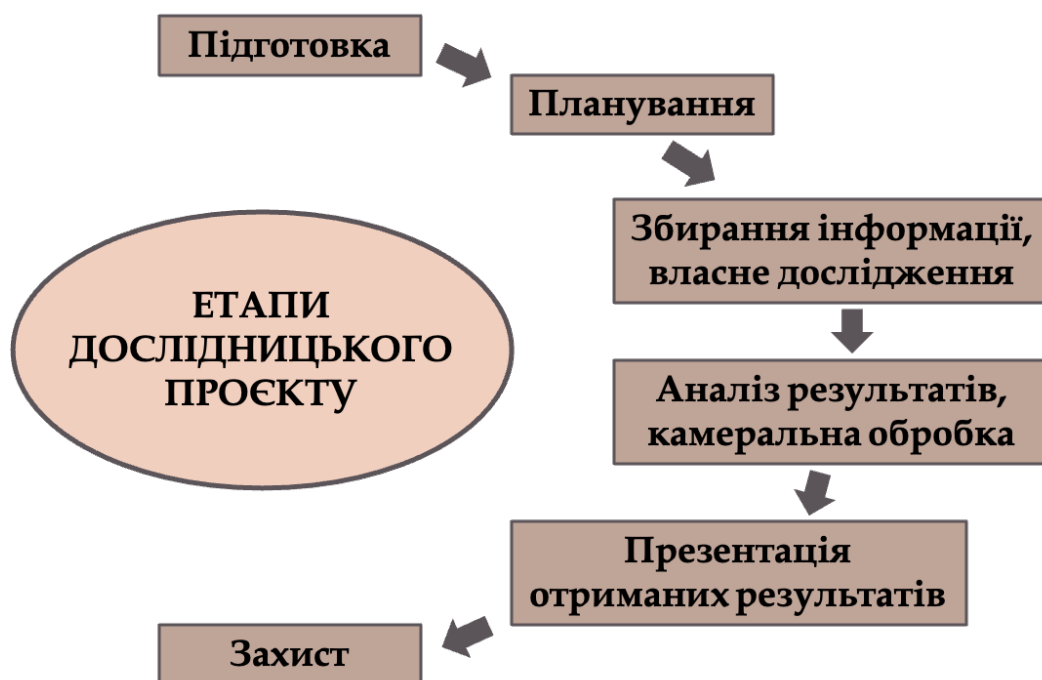 Підготовка
Планування
Збирання інформації,
власне дослідження
ЕТАПИ
ДОСЛІДНИЦЬКОГО
ПРОЄКТУ
Аналіз результатів,
камеральна обробка
Презентація
отриманих результатів
Захист